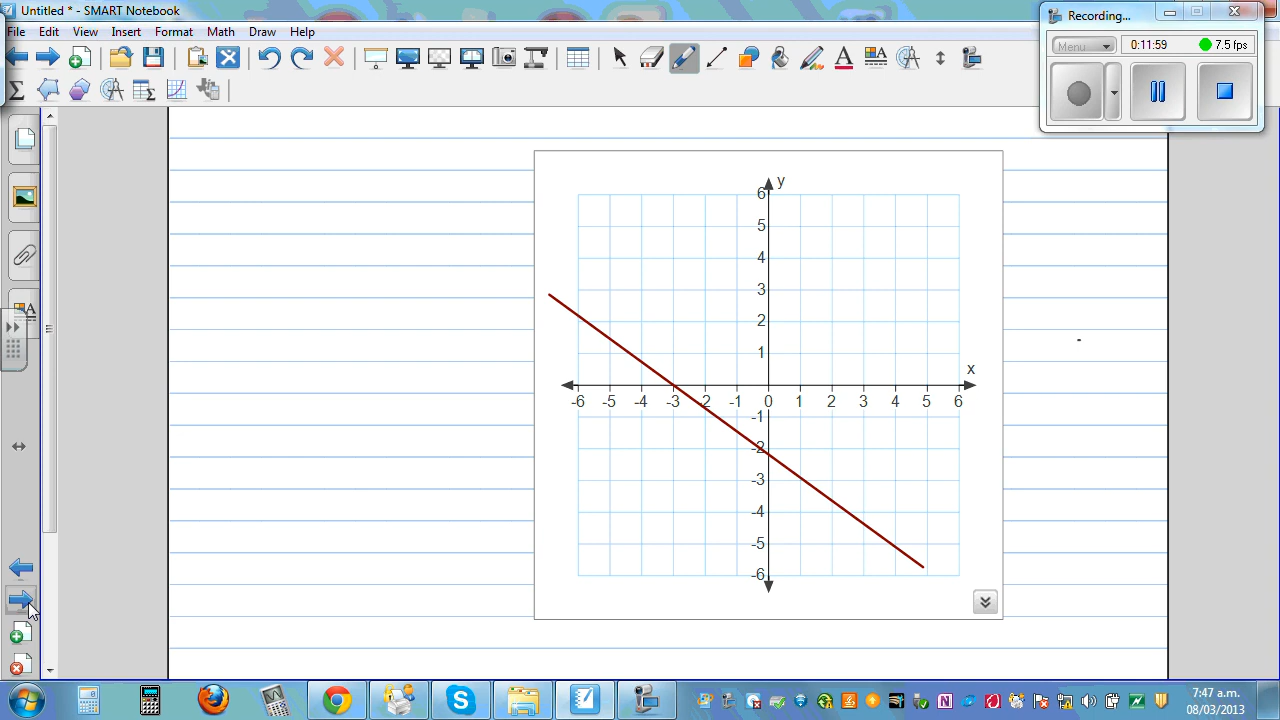 Untitled * - SMART Notebook
File Edit View Insert Format Math Draw Help
Recording...
Menu 0:11:59 7.5 fps
y
6
5
4
3
2
1
x
-6 -5 -4 -3 -2 -1 0 1 2 3 4 5 6
-1
-2
-3
-4
-5
-6
7:47 a.m.
08/03/2013